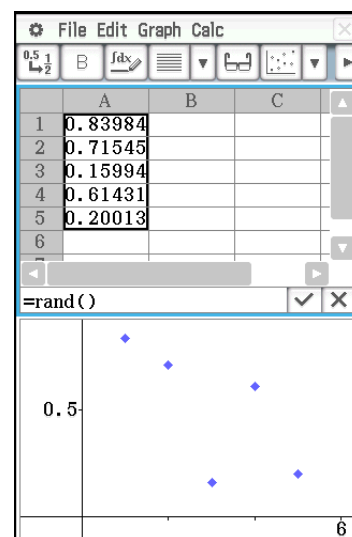 File Edit Graph Calc
0.5 1 2 B ∫dx
A B C
1 0.83984
2 0.71545
3 0.15994
4 0.61431
5 0.20013
6
=rand()
0.5
6